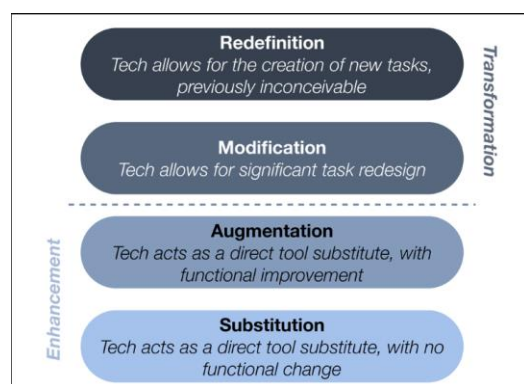 Redefinition
Tech allows for the creation of new tasks,
previously inconceivable
Modification
Tech allows for significant task redesign
Transformation
Augmentation
Tech acts as a direct tool substitute, with
functional improvement
Substitution
Tech acts as a direct tool substitute, with no
functional change
Enhancement